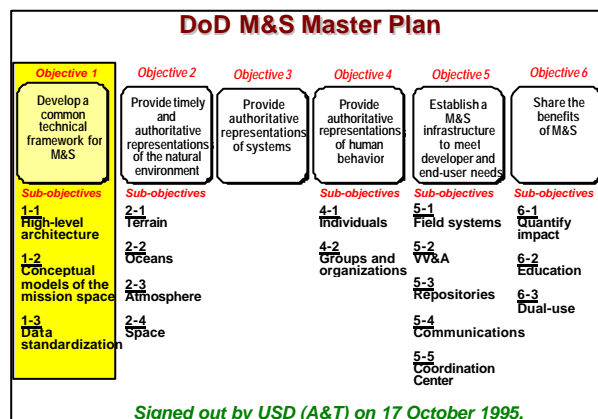 DoD M&S Master Plan
Objective 1
Develop a
common
technical
framework for
M&S
Sub-objectives
1-1
High-level
architecture
1-2
Conceptual
models of the
mission space
1-3
Data
standardization
Objective 2
Provide timely
and
authoritative
representations
of the natural
environment
Sub-objectives
2-1
Terrain
2-2
Oceans
2-3
Atmosphere
2-4
Space
Objective 3
Provide
authoritative
representations
of systems
Objective 4
Provide
authoritative
representations
of human
behavior
Sub-objectives
4-1
Individuals
4-2
Groups and
organizations
Objective 5
Establish a
M&S
infrastructure
to meet
developer and
end-user needs
Sub-objectives
5-1
Field systems
5-2
VV&A
5-3
Repositories
5-4
Communications
5-5
Coordination
Center
Objective 6
Share the
benefits
of M&S
Sub-objectives
6-1
Quantify
impact
6-2
Education
6-3
Dual-use
Signed out by USD (A&T) on 17 October 1995.